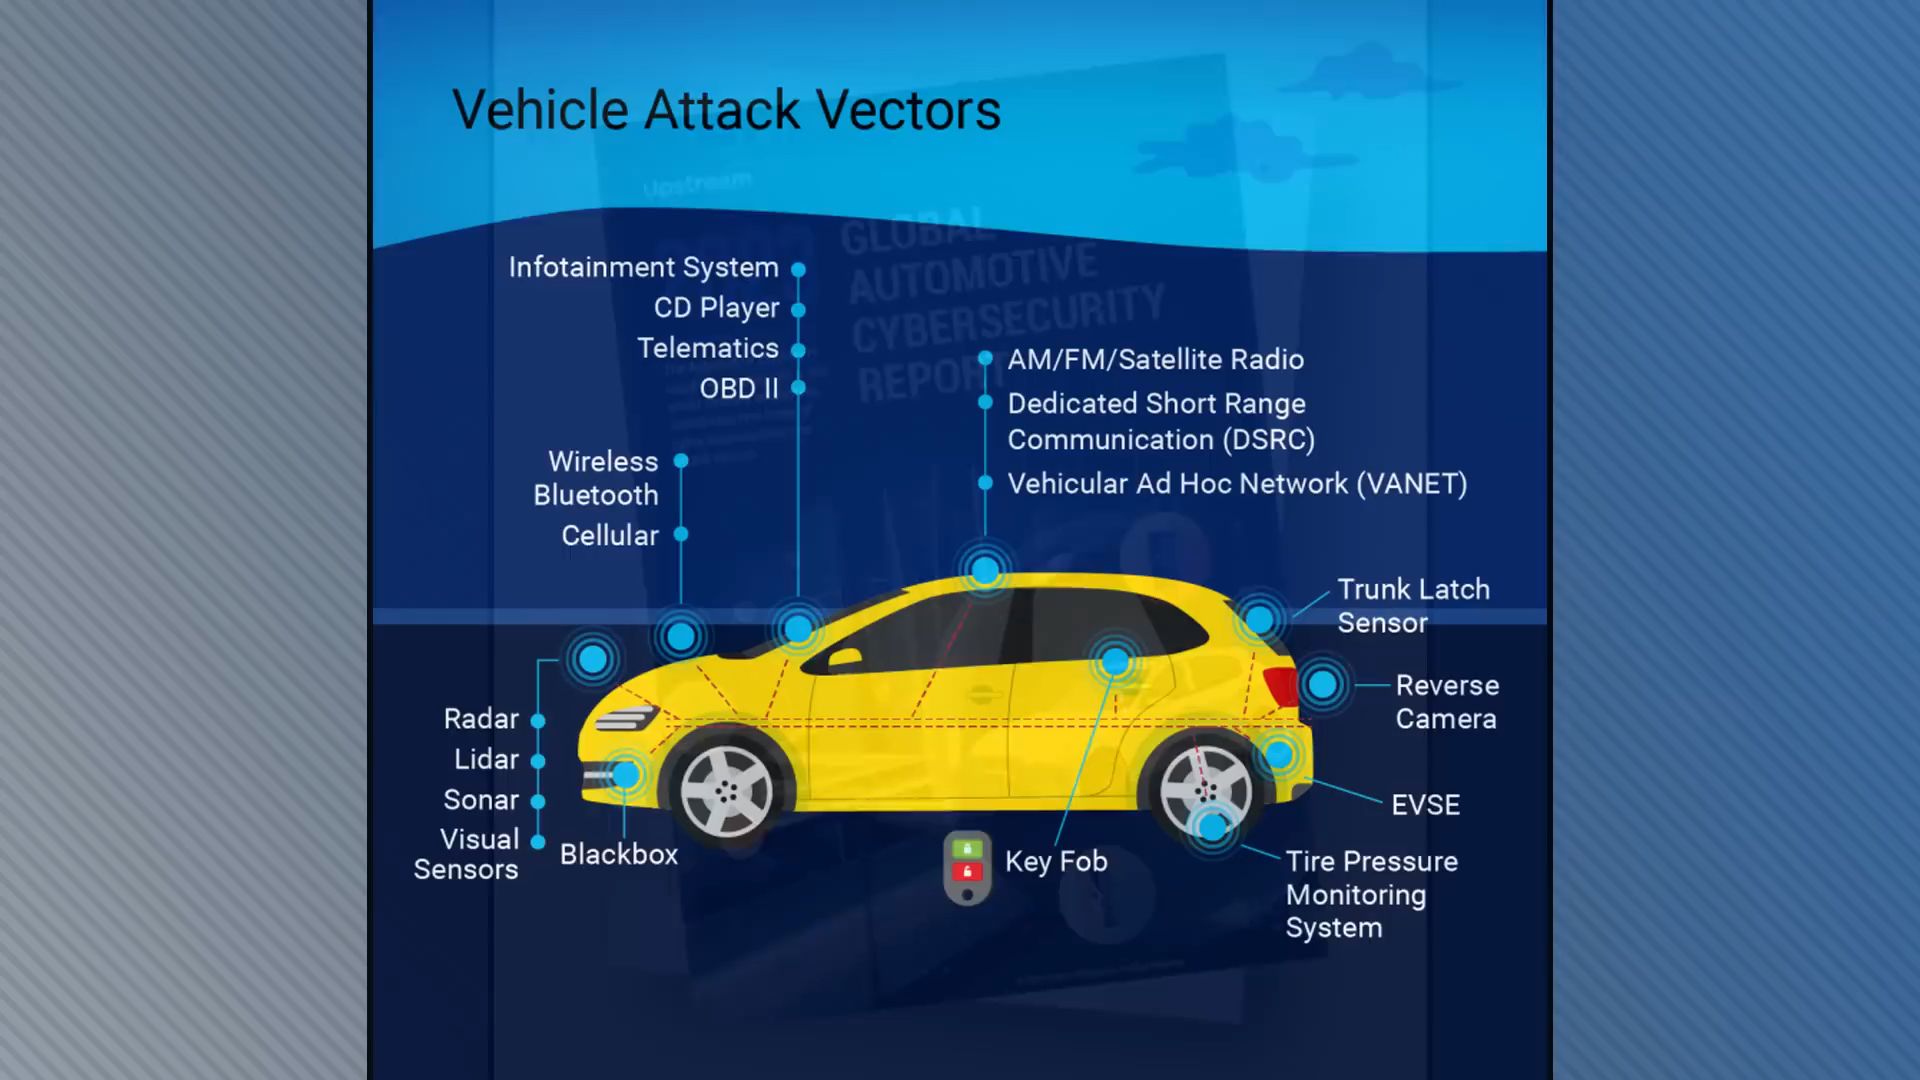 Vehicle Attack Vectors
Upstream
GLOBAL
AUTOMOTIVE
CYBERSECURITY
REPORT
Infotainment System
CD Player
Telematics
OBD II
Wireless
Bluetooth
Cellular
AM/FM/Satellite Radio
Dedicated Short Range
Communication (DSRC)
Vehicular Ad Hoc Network (VANET)
Trunk Latch
Sensor
Reverse
Camera
EVSE
Tire Pressure
Monitoring
System
Key Fob
Blackbox
Radar
Lidar
Sonar
Visual
Sensors